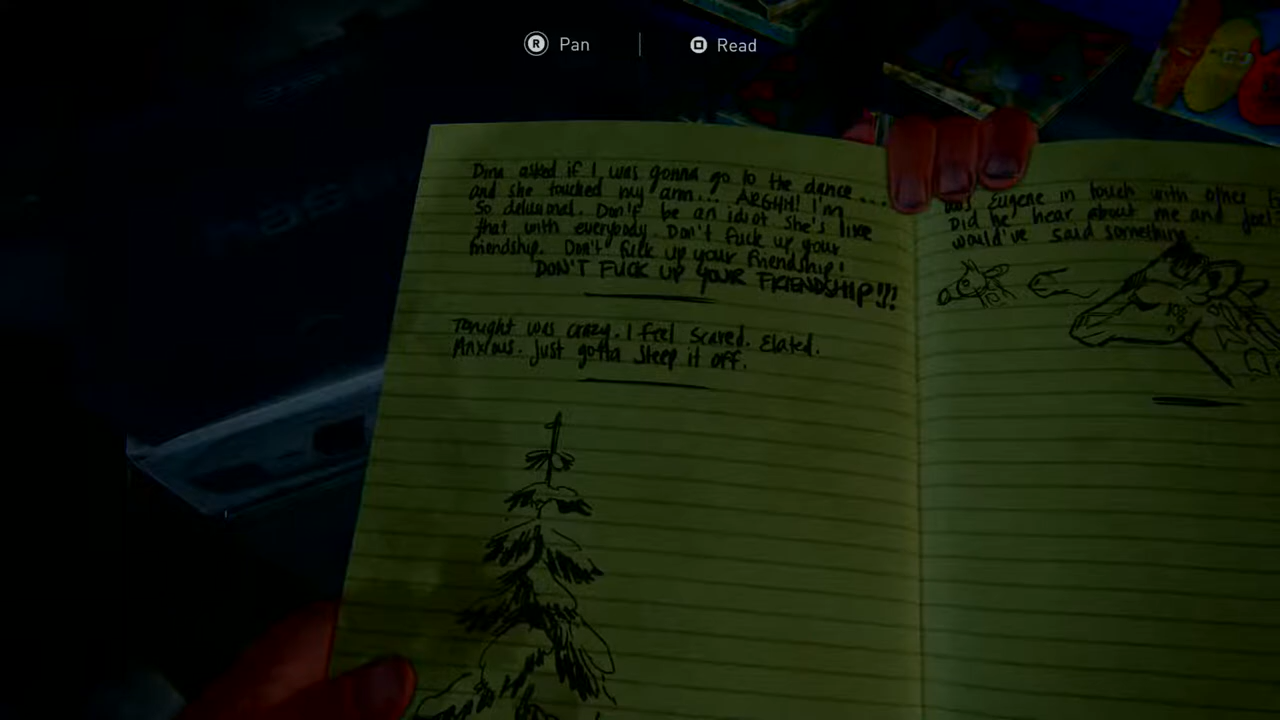 Pan
Read
Dina asked if I was gonna go to the dance...
and she touched my arm... ARGHH! I'm
so delusional. Don't be an idiot she's like
that with everybody. Don't fuck up your
friendship. Don't fuck up your friendship!
DON'T FUCK UP YOUR FRIENDSHIP!!!
Tonight was crazy. I feel scared. Elated.
Anxious. Just gotta sleep it off.
Was Eugene in touch with other
Did he hear about me and Joel
would've said something.